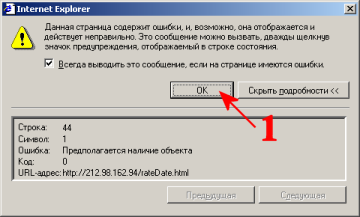 Internet Explorer
Данная страница содержит ошибки, и, возможно, она отображается и
действует неправильно. Это сообщение можно вызвать, дважды щелкнув
значок предупреждения, отображаемый в строке состояния.
Всегда выводить это сообщение, если на странице имеются ошибки.
OK
Скрыть подробности <<
1
Строка: 44
Символ: 1
Ошибка: Предполагается наличие объекта
Код: 0
URL-адрес: http://212.98.162.94/rateDate.html
Предыдущая
Следующая